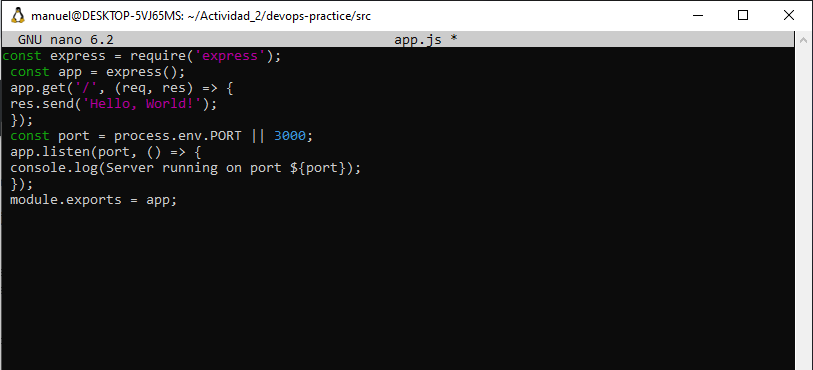 manuel@DESKTOP-5VJ65MS: ~/Actividad_2/devops-practice/src
GNU nano 6.2 app.js *
const express = require('express');
const app = express();
app.get('/', (req, res) => {
res.send('Hello, World!');
});
const port = process.env.PORT || 3000;
app.listen(port, () => {
console.log(Server running on port ${port});
});
module.exports = app;